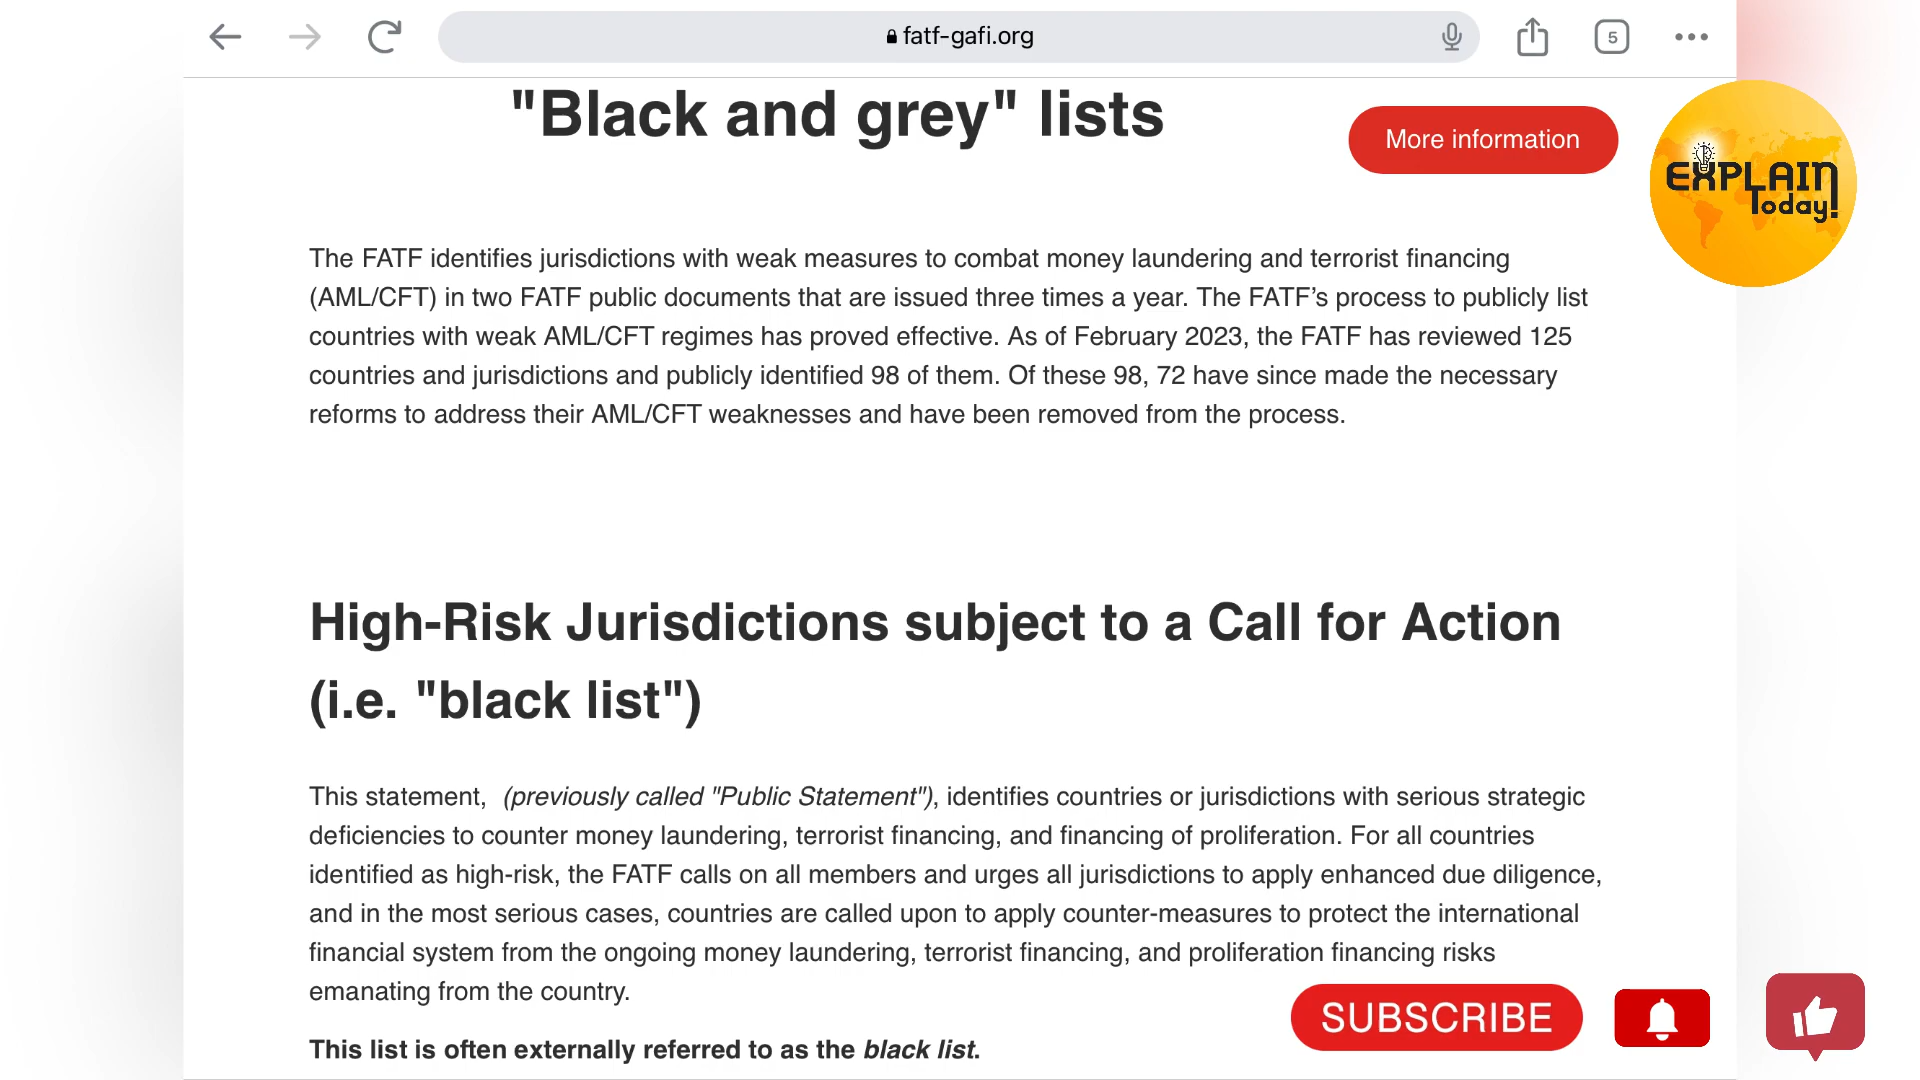 fatf-gafi.org
5
"Black and grey" lists
More information
EXPLAIN
Today!
The FATF identifies jurisdictions with weak measures to combat money laundering and terrorist financing
(AML/CFT) in two FATF public documents that are issued three times a year. The FATF’s process to publicly list
countries with weak AML/CFT regimes has proved effective. As of February 2023, the FATF has reviewed 125
countries and jurisdictions and publicly identified 98 of them. Of these 98, 72 have since made the necessary
reforms to address their AML/CFT weaknesses and have been removed from the process.
High-Risk Jurisdictions subject to a Call for Action
(i.e. "black list")
This statement, (previously called "Public Statement"), identifies countries or jurisdictions with serious strategic
deficiencies to counter money laundering, terrorist financing, and financing of proliferation. For all countries
identified as high-risk, the FATF calls on all members and urges all jurisdictions to apply enhanced due diligence,
and in the most serious cases, countries are called upon to apply counter-measures to protect the international
financial system from the ongoing money laundering, terrorist financing, and proliferation financing risks
emanating from the country.
This list is often externally referred to as the black list.
SUBSCRIBE